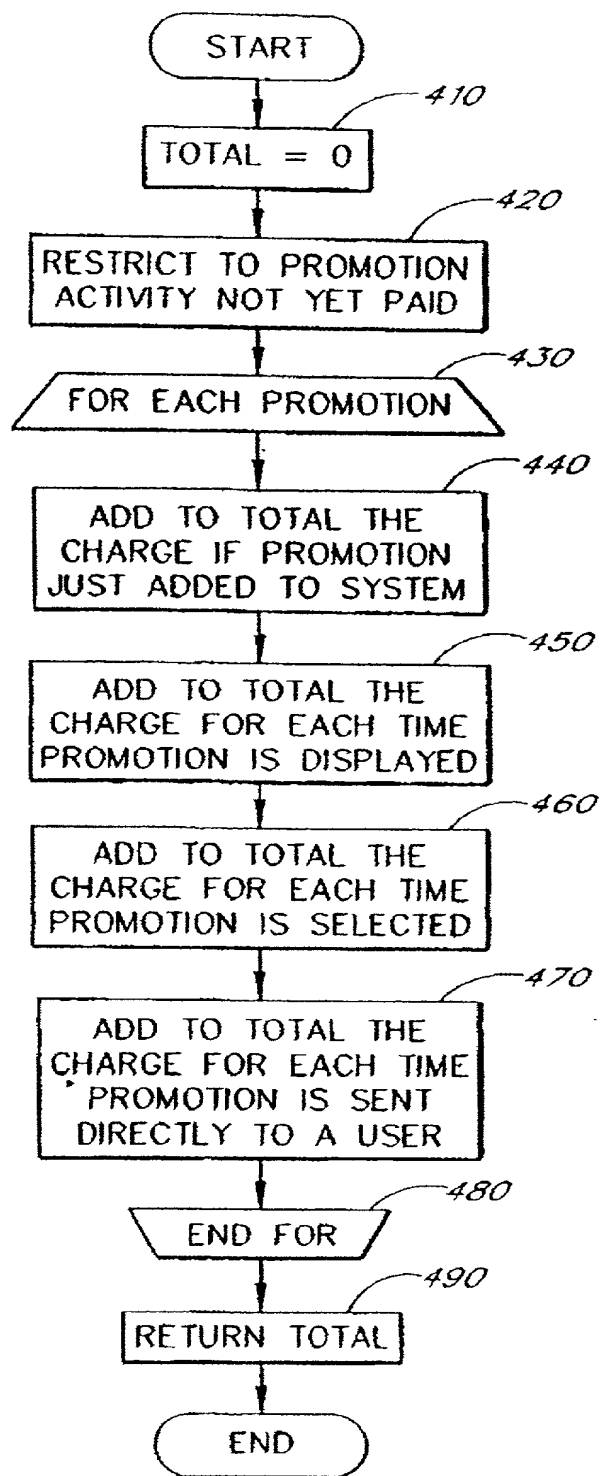 START
410
TOTAL = 0
420
RESTRICT TO PROMOTION
ACTIVITY NOT YET PAID
430
FOR EACH PROMOTION
440
ADD TO TOTAL THE
CHARGE IF PROMOTION
JUST ADDED TO SYSTEM
450
ADD TO TOTAL THE
CHARGE FOR EACH TIME
PROMOTION IS DISPLAYED
460
ADD TO TOTAL THE
CHARGE FOR EACH TIME
PROMOTION IS SELECTED
470
ADD TO TOTAL THE
CHARGE FOR EACH TIME
PROMOTION IS SENT
DIRECTLY TO A USER
480
END FOR
490
RETURN TOTAL
END